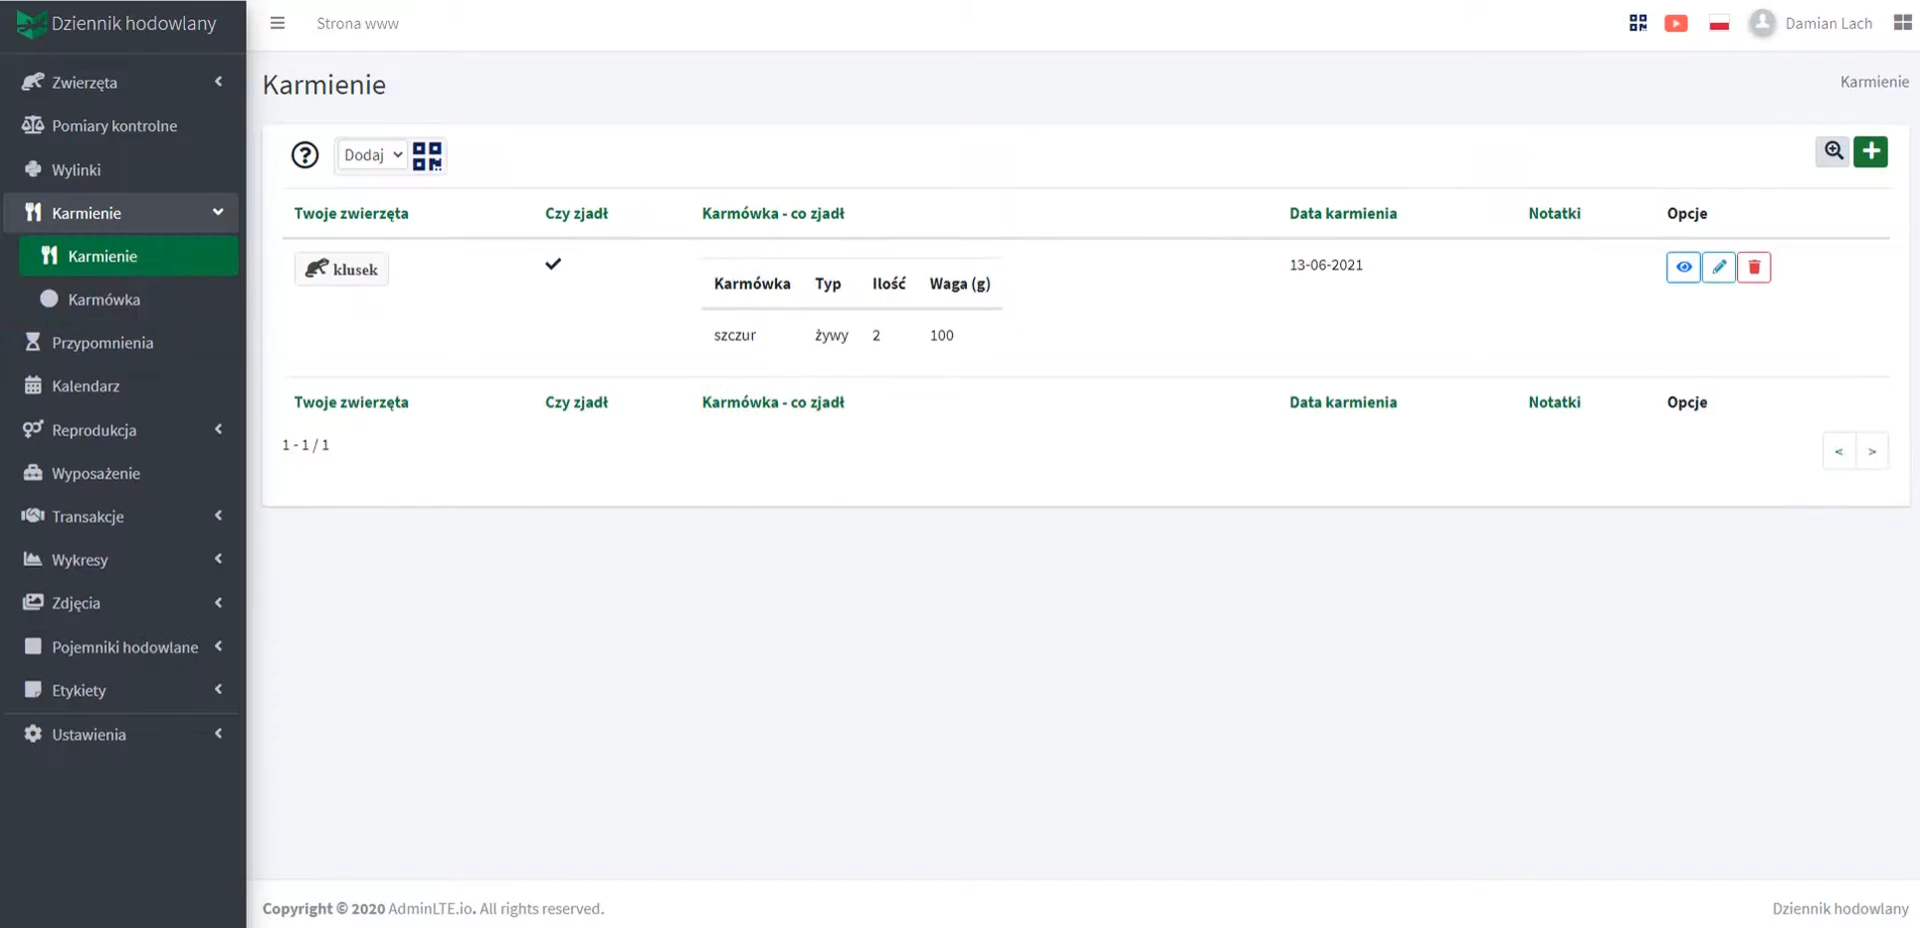 Dziennik hodowlany
Strona www
Damian Lach
Zwierzęta
Pomiary kontrolne
Wylinki
Karmienie
Karmienie
Karmówka
Przypomnienia
Kalendarz
Reprodukcja
Wyposażenie
Transakcje
Wykresy
Zdjęcia
Pojemniki hodowlane
Etykiety
Ustawienia
Karmienie
Karmienie
Dodaj
Twoje zwierzęta Czy zjadł Karmówka - co zjadł Data karmienia Notatki Opcje
klusek 13-06-2021
Karmówka Typ Ilość Waga (g)
szczur żywy 2 100
Twoje zwierzęta Czy zjadł Karmówka - co zjadł Data karmienia Notatki Opcje
1 - 1 / 1
< >
Copyright © 2020 AdminLTE.io. All rights reserved.
Dziennik hodowlany